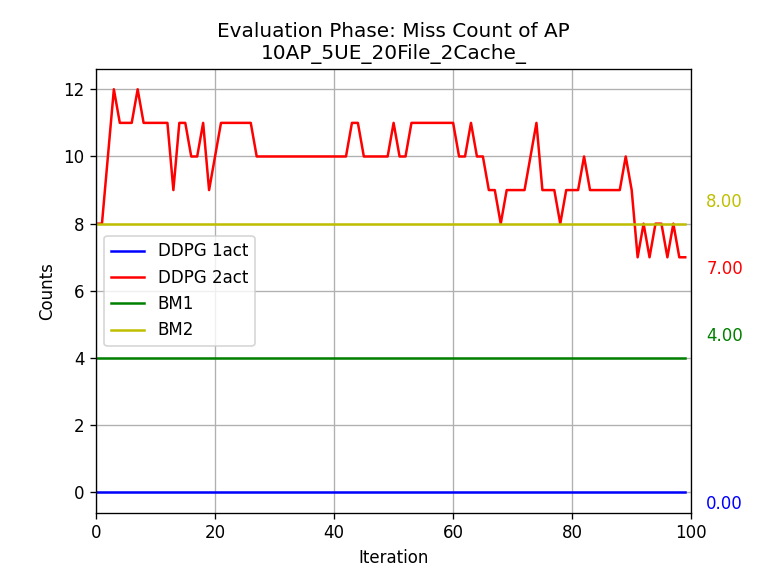 Evaluation Phase: Miss Count of AP
10AP_5UE_20File_2Cache_
12
10
8
6
4
2
0
Counts
DDPG 1act
DDPG 2act
BM1
BM2
8.00
7.00
4.00
0.00
0
20
40
60
80
100
Iteration